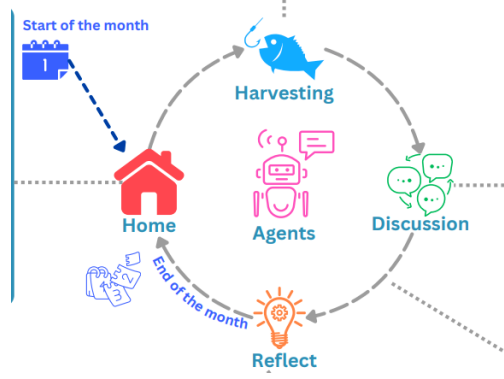 Start of the month
1
Harvesting
Home
Agents
Discussion
End of the month
Reflect